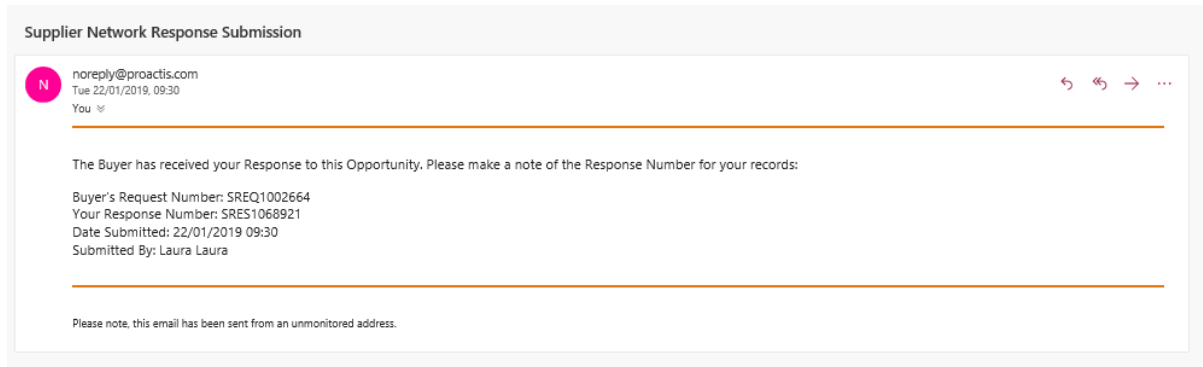 Supplier Network Response Submission
N
noreply@proactis.com
Tue 22/01/2019, 09:30
You
The Buyer has received your Response to this Opportunity. Please make a note of the Response Number for your records:
Buyer's Request Number: SREQ1002664
Your Response Number: SRES1068921
Date Submitted: 22/01/2019 09:30
Submitted By: Laura Laura
Please note, this email has been sent from an unmonitored address.